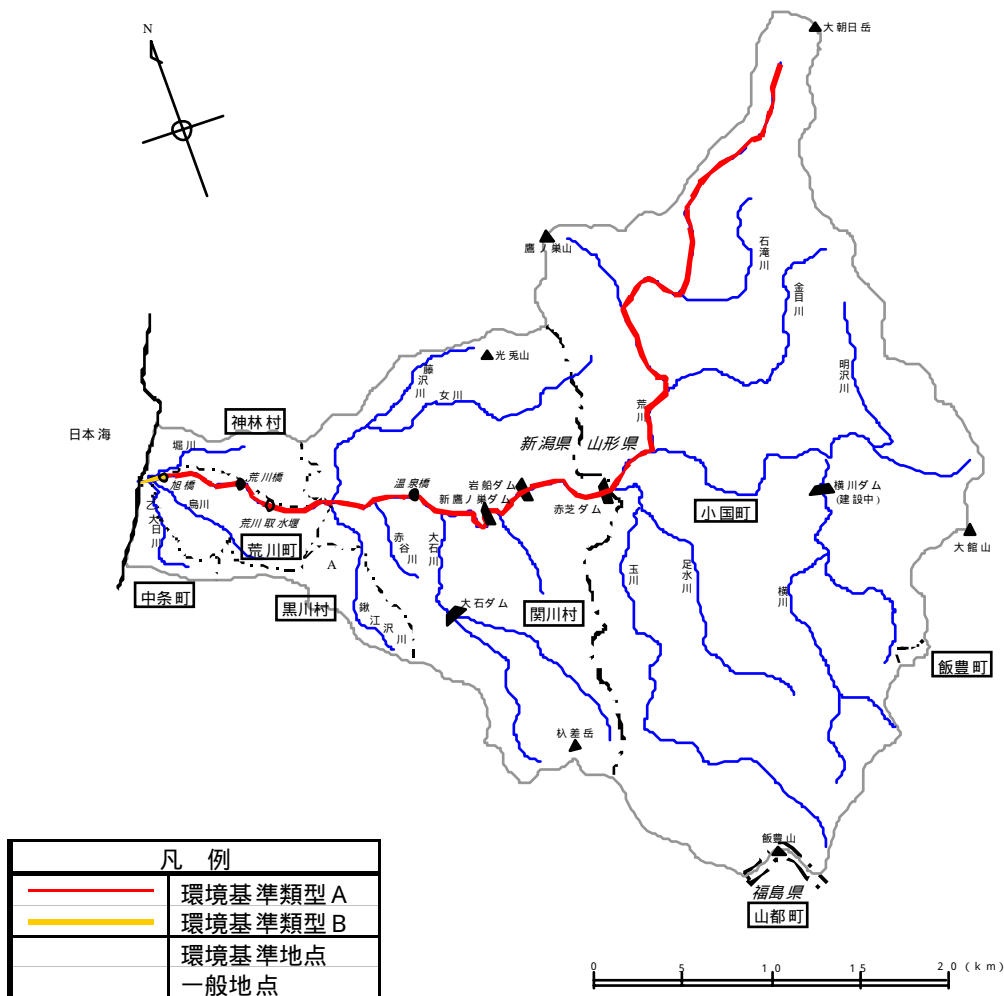 N
大朝日岳
鷹ノ巣山
石滝川
金目川
明沢川
光兎山
藤沢川
女川
荒川
神林村
日本海
新潟県
山形県
堀川
旭橋
荒川橋
温泉橋
岩船ダム
新鷹ノ巣ダム
赤芝ダム
横川ダム
(建設中)
小国町
烏川
乙大日川
荒川取水堰
荒川町
A
赤谷川
大石川
玉川
足水川
横川
大館山
中条町
黒川村
鍬江沢川
大石ダム
関川村
飯豊町
杁差岳
飯豊山
福島県
山都町
凡 例
環境基準類型A
環境基準類型B
環境基準地点
一般地点
0 5 10 15 20 (km)